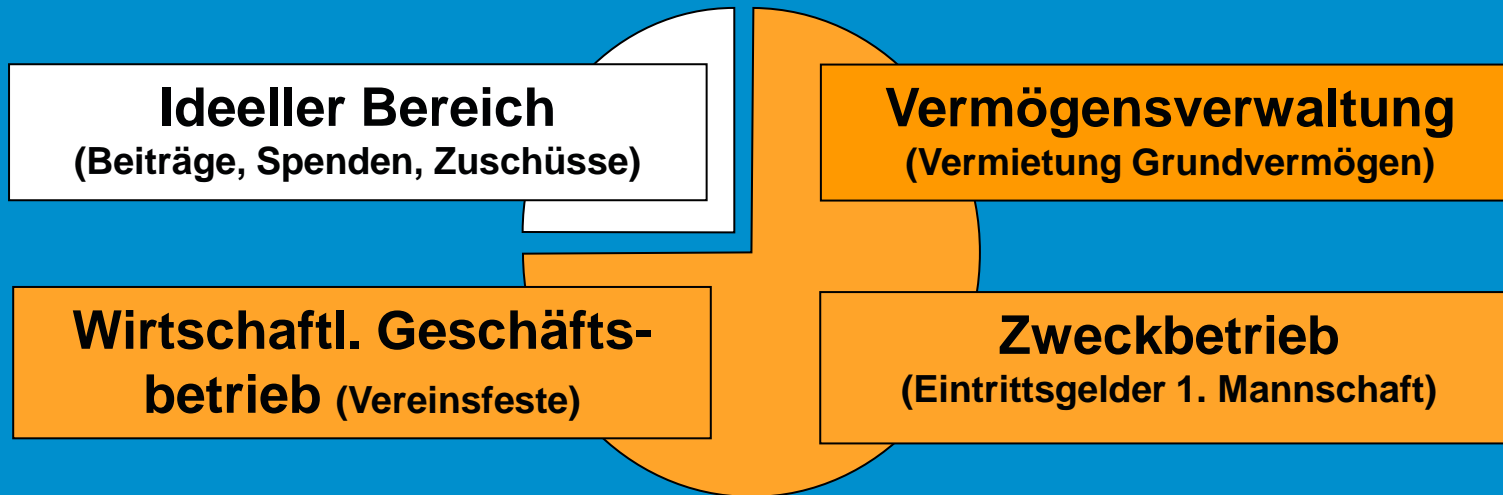 Ideeller Bereich
(Beiträge, Spenden, Zuschüsse)
Vermögensverwaltung
(Vermietung Grundvermögen)
Wirtschaftl. Geschäfts-
betrieb (Vereinsfeste)
Zweckbetrieb
(Eintrittsgelder 1. Mannschaft)